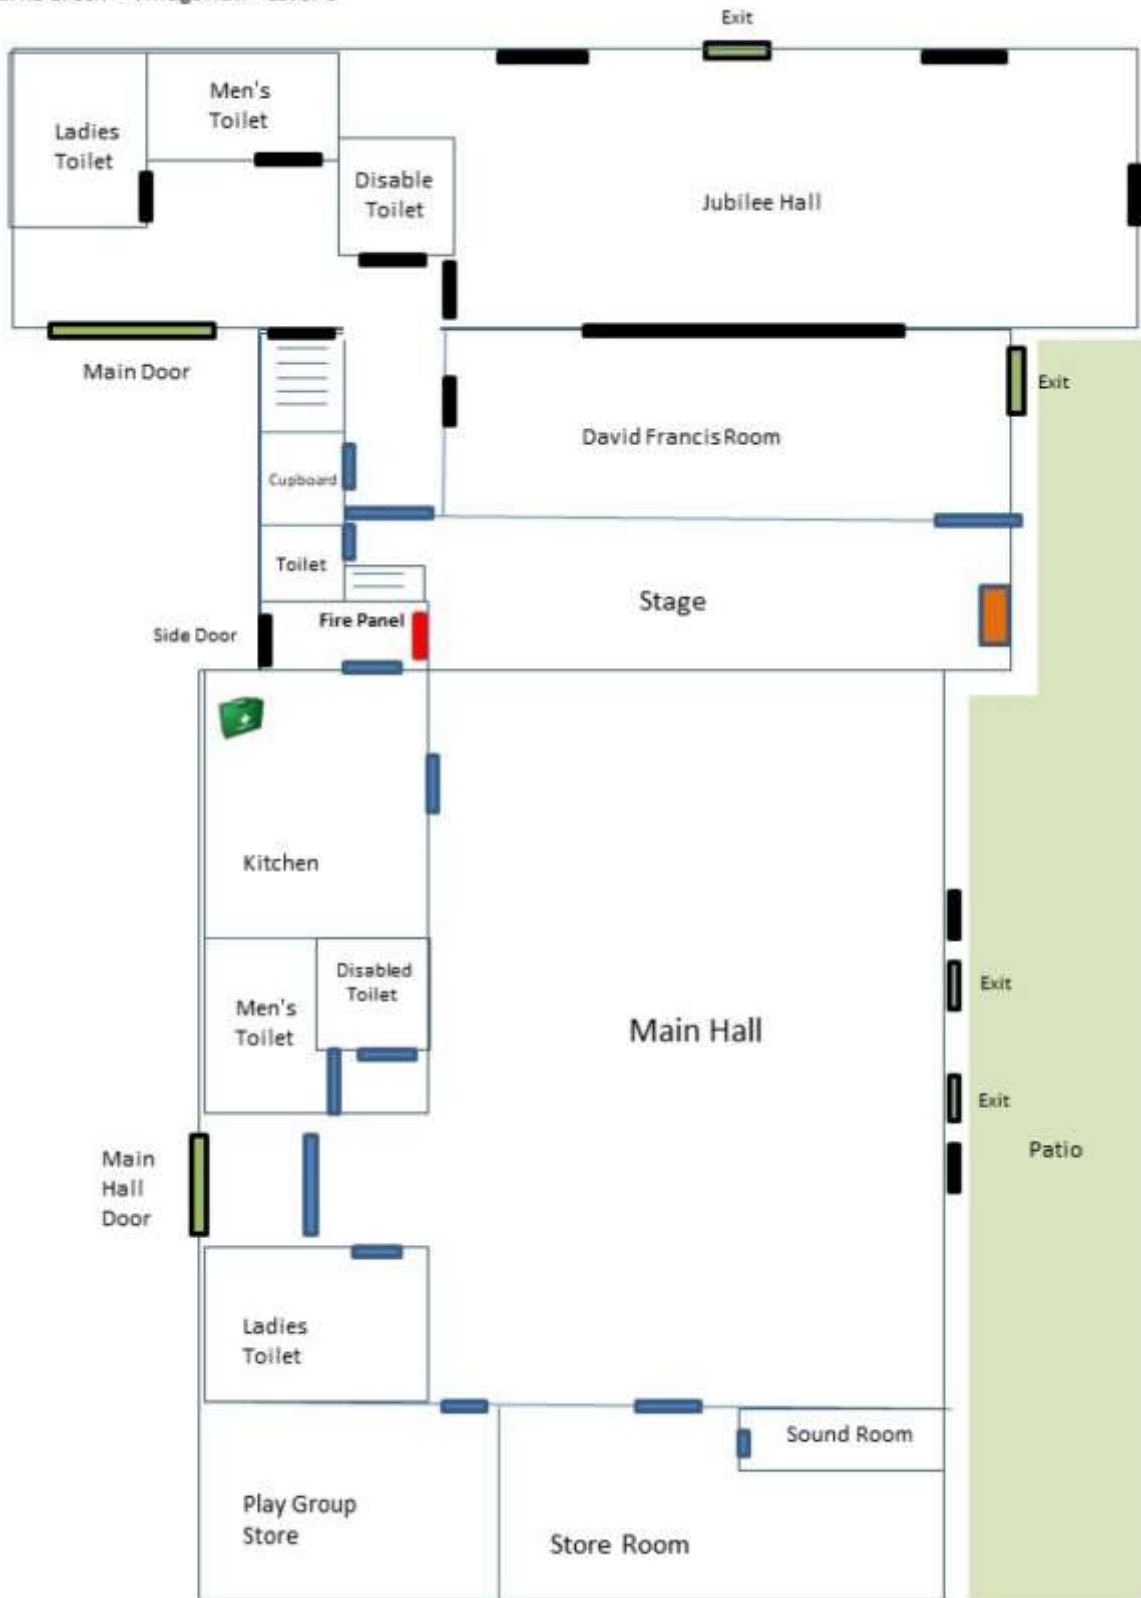 Exit
Men's
Toilet
Ladies
Toilet
Disable
Toilet
Jubilee Hall
Main Door
Exit
David Francis Room
Cupboard
Toilet
Stage
Side Door
Fire Panel
Kitchen
Disabled
Toilet
Men's
Toilet
Main Hall
Exit
Exit
Patio
Main
Hall
Door
Ladies
Toilet
Sound Room
Play Group
Store
Store Room